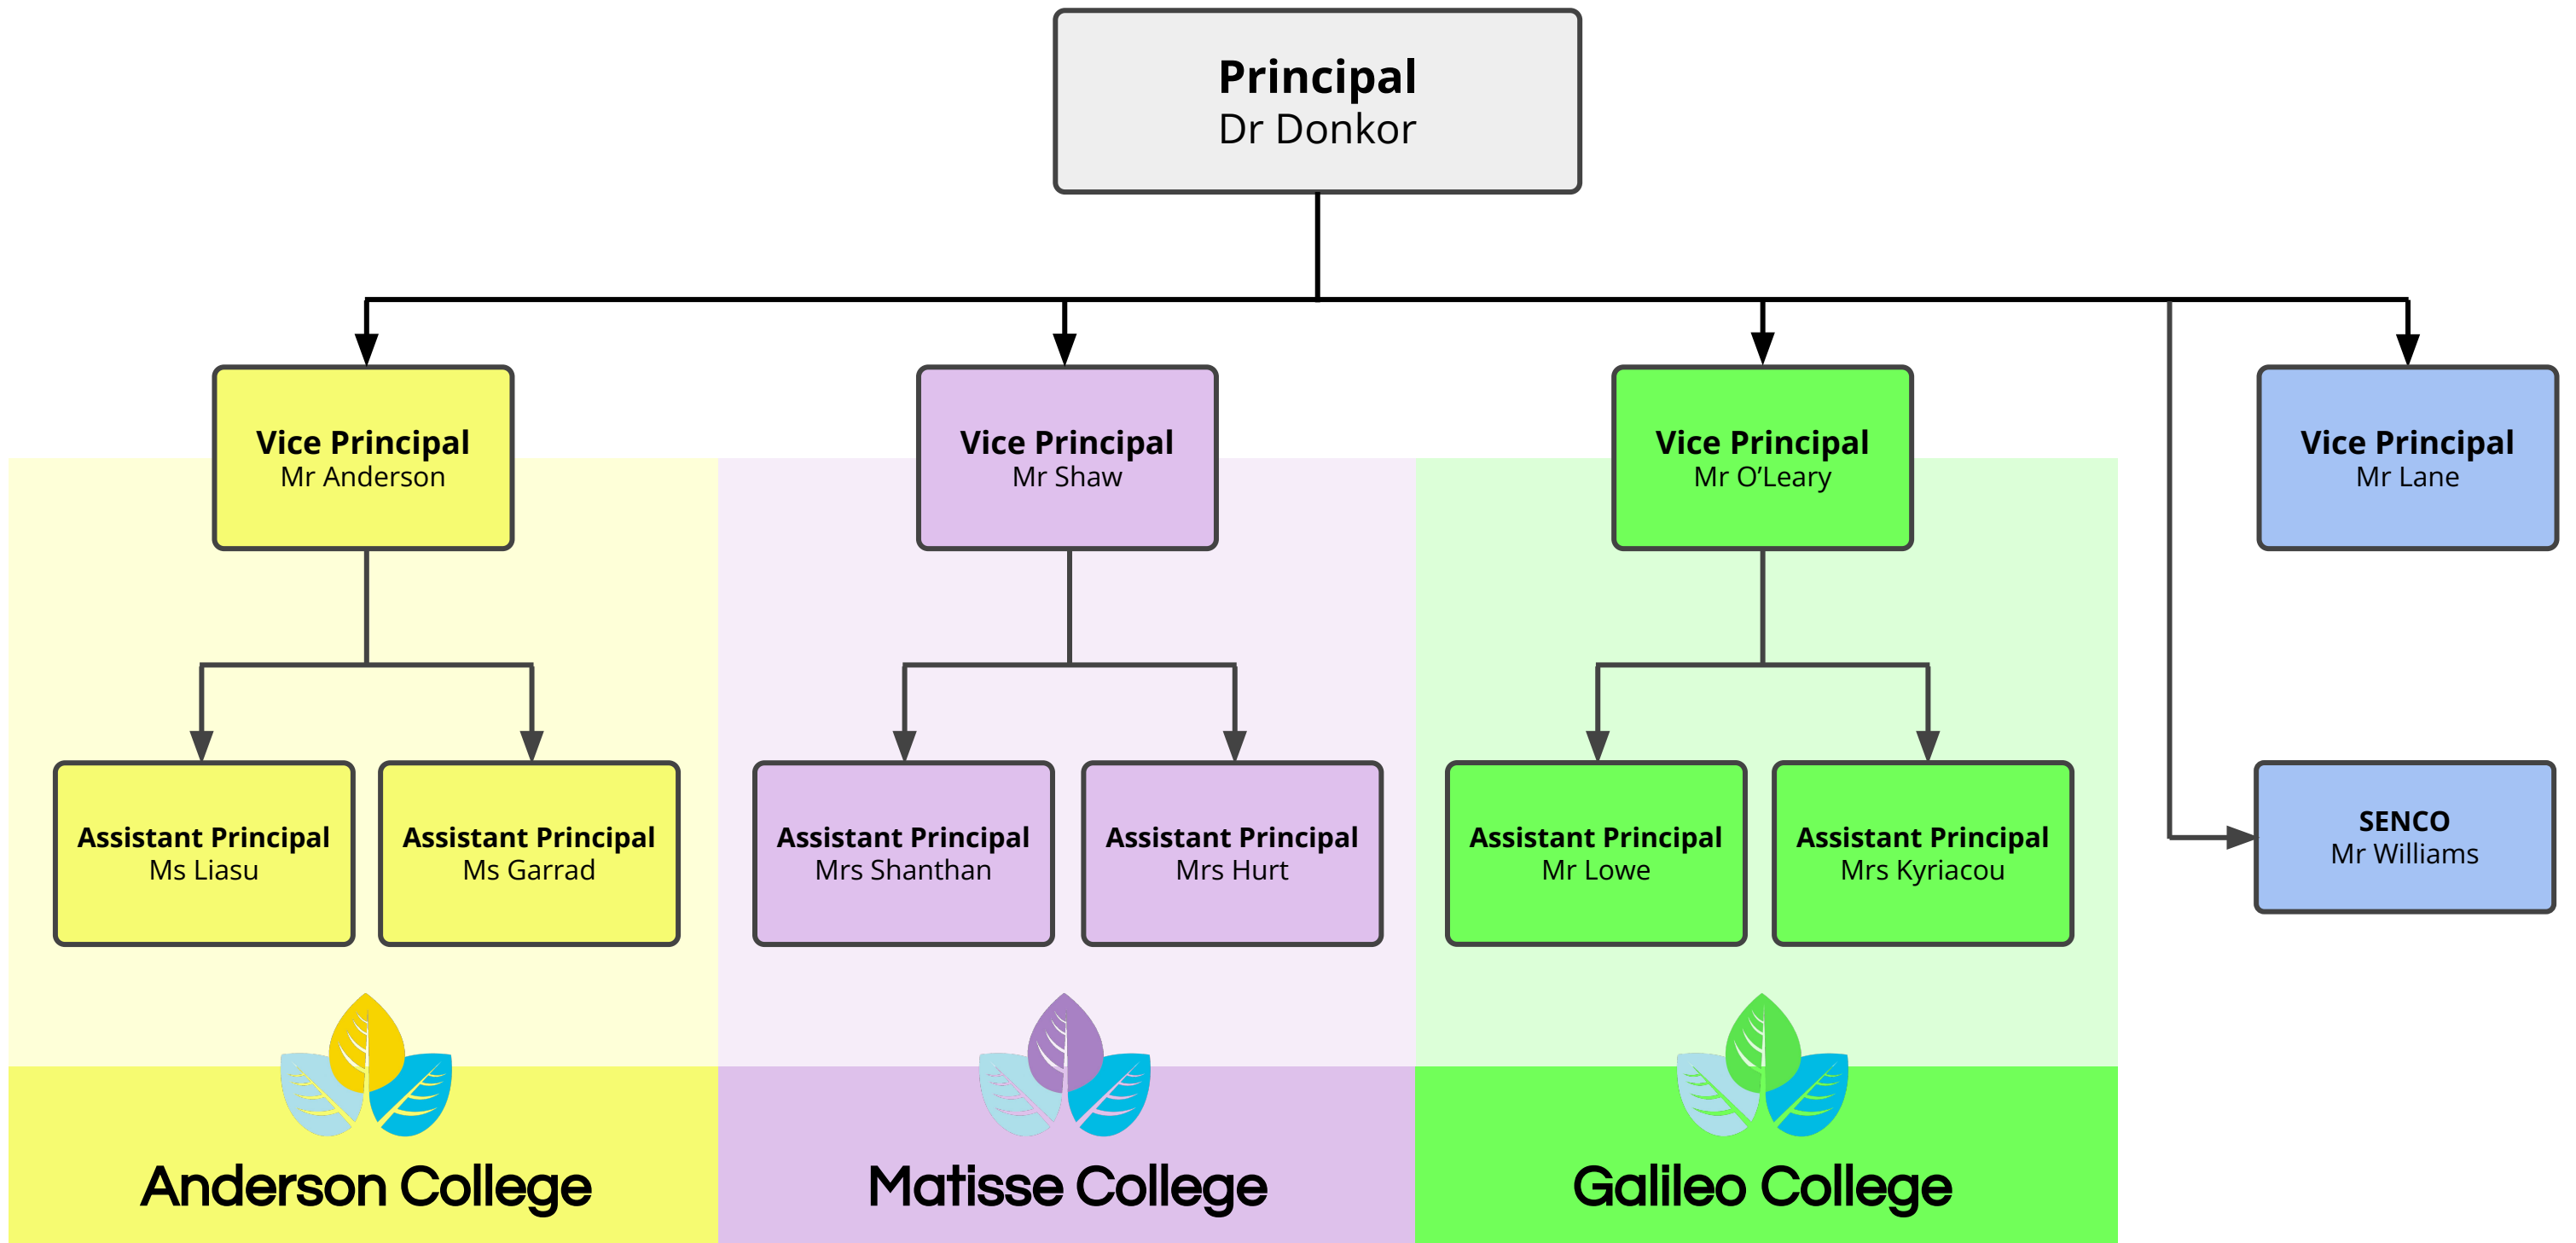 Principal
Dr Donkor
Vice Principal
Mr Anderson
Vice Principal
Mr Shaw
Vice Principal
Mr O’Leary
Vice Principal
Mr Lane
Assistant Principal
Ms Liasu
Assistant Principal
Ms Garrad
Assistant Principal
Mrs Shanthan
Assistant Principal
Mrs Hurt
Assistant Principal
Mr Lowe
Assistant Principal
Mrs Kyriacou
SENCO
Mr Williams
Anderson College
Matisse College
Galileo College